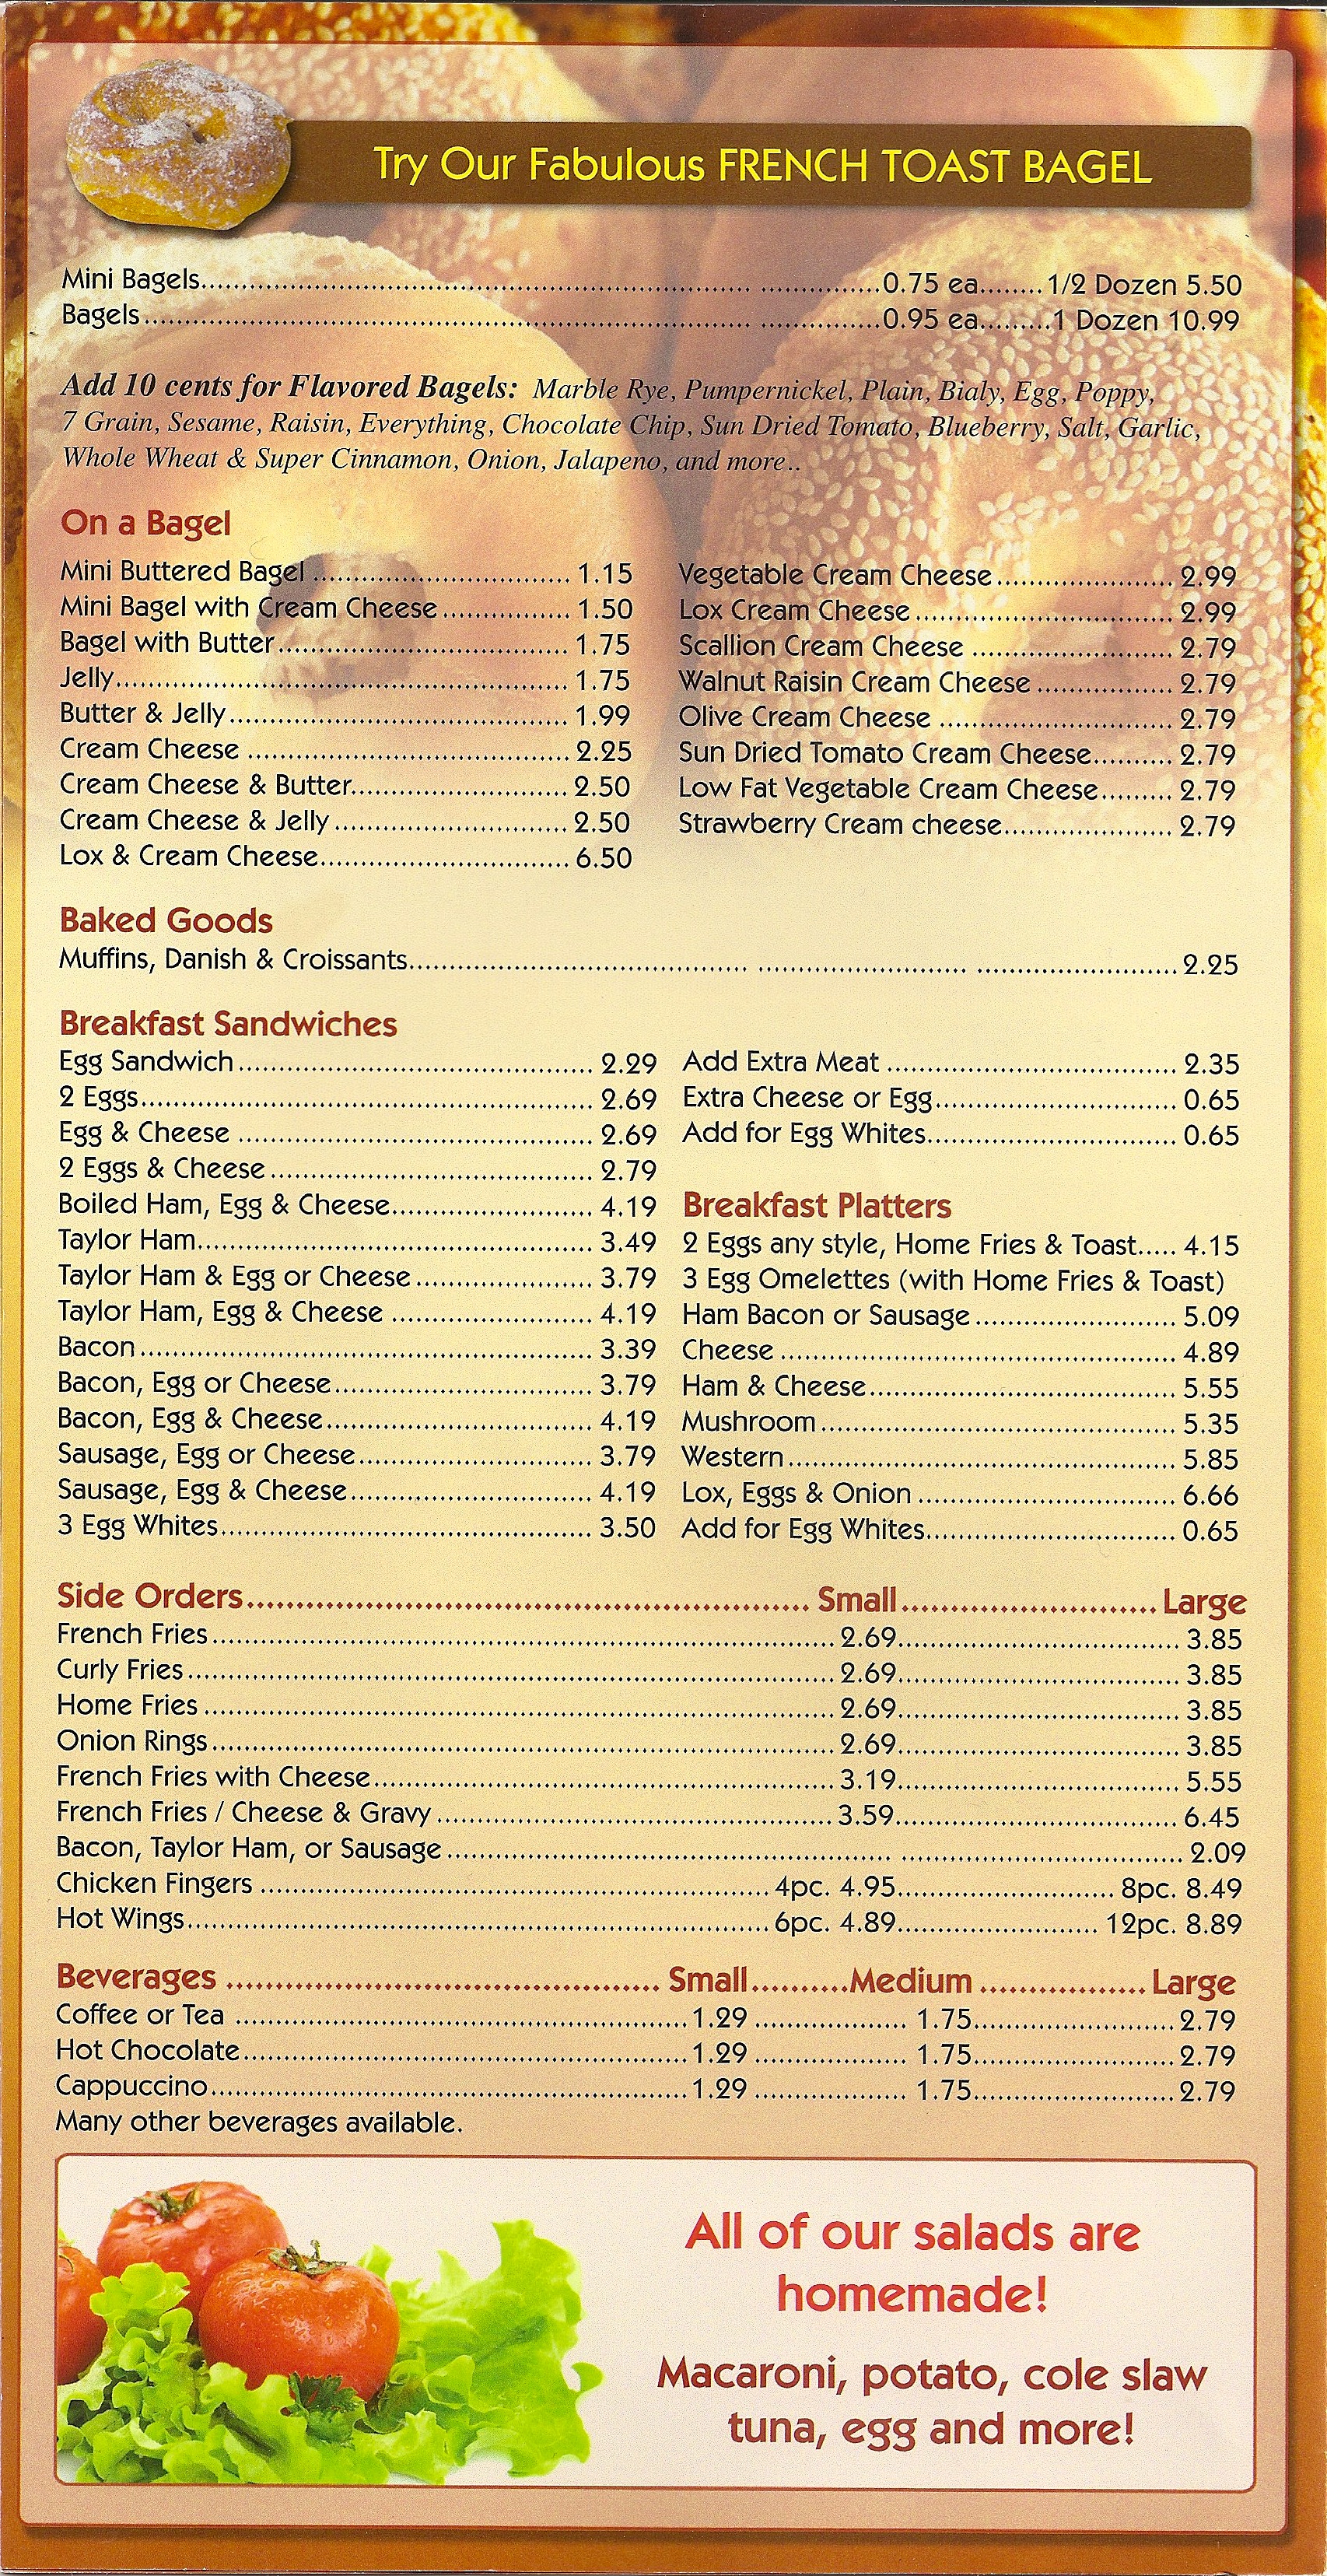 Try Our Fabulous FRENCH TOAST BAGEL
Mini Bagels........................................0.75 ea........1/2 Dozen 5.50
Bagels........................................0.95 ea.........1 Dozen 10.99
Add 10 cents for Flavored Bagels: Marble Rye, Pumpernickel, Plain, Bialy, Egg, Poppy,
7 Grain, Sesame, Raisin, Everything, Chocolate Chip, Sun Dried Tomato, Blueberry, Salt, Garlic,
Whole Wheat & Super Cinnamon, Onion, Jalapeno, and more..
On a Bagel
Mini Buttered Bagel .......... 1.15
Mini Bagel with Cream Cheese .......... 1.50
Bagel with Butter .......... 1.75
Jelly .......... 1.75
Butter & Jelly .......... 1.99
Cream Cheese .......... 2.25
Cream Cheese & Butter .......... 2.50
Cream Cheese & Jelly .......... 2.50
Lox & Cream Cheese .......... 6.50
Vegetable Cream Cheese .......... 2.99
Lox Cream Cheese .......... 2.99
Scallion Cream Cheese .......... 2.79
Walnut Raisin Cream Cheese .......... 2.79
Olive Cream Cheese .......... 2.79
Sun Dried Tomato Cream Cheese .......... 2.79
Low Fat Vegetable Cream Cheese .......... 2.79
Strawberry Cream cheese .......... 2.79
Baked Goods
Muffins, Danish & Croissants .......... 2.25
Breakfast Sandwiches
Egg Sandwich .......... 2.29
2 Eggs .......... 2.69
Egg & Cheese .......... 2.69
2 Eggs & Cheese .......... 2.79
Boiled Ham, Egg & Cheese .......... 4.19
Taylor Ham .......... 3.49
Taylor Ham & Egg or Cheese .......... 3.79
Taylor Ham, Egg & Cheese .......... 4.19
Bacon .......... 3.39
Bacon, Egg or Cheese .......... 3.79
Bacon, Egg & Cheese .......... 4.19
Sausage, Egg or Cheese .......... 3.79
Sausage, Egg & Cheese .......... 4.19
3 Egg Whites .......... 3.50
Add Extra Meat .......... 2.35
Extra Cheese or Egg .......... 0.65
Add for Egg Whites .......... 0.65
Breakfast Platters
2 Eggs any style, Home Fries & Toast..... 4.15
3 Egg Omelettes (with Home Fries & Toast)
Ham Bacon or Sausage .......... 5.09
Cheese .......... 4.89
Ham & Cheese .......... 5.55
Mushroom .......... 5.35
Western .......... 5.85
Lox, Eggs & Onion .......... 6.66
Add for Egg Whites .......... 0.65
Side Orders .......... Small .......... Large
French Fries .......... 2.69 .......... 3.85
Curly Fries .......... 2.69 .......... 3.85
Home Fries .......... 2.69 .......... 3.85
Onion Rings .......... 2.69 .......... 3.85
French Fries with Cheese .......... 3.19 .......... 5.55
French Fries / Cheese & Gravy .......... 3.59 .......... 6.45
Bacon, Taylor Ham, or Sausage .......... 2.09
Chicken Fingers .......... 4pc. 4.95 .......... 8pc. 8.49
Hot Wings .......... 6pc. 4.89 .......... 12pc. 8.89
Beverages .......... Small .......... Medium .......... Large
Coffee or Tea .......... 1.29 .......... 1.75 .......... 2.79
Hot Chocolate .......... 1.29 .......... 1.75 .......... 2.79
Cappuccino .......... 1.29 .......... 1.75 .......... 2.79
Many other beverages available.
All of our salads are
homemade!
Macaroni, potato, cole slaw
tuna, egg and more!